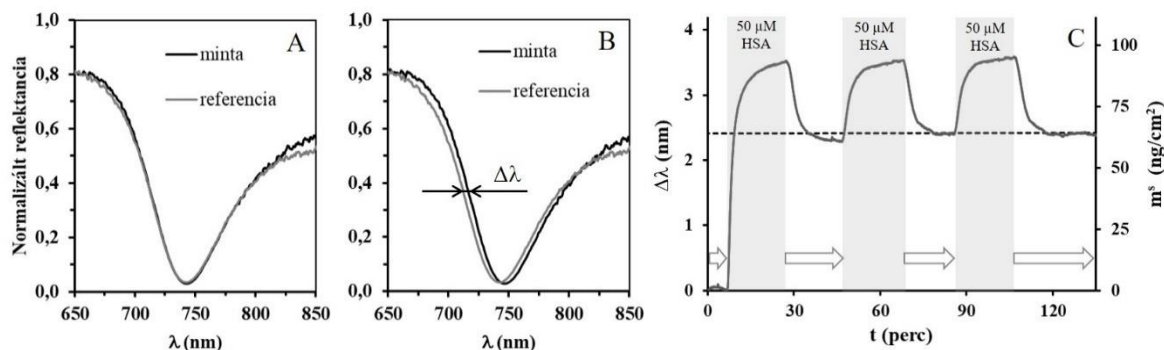 A
minta
referencia
Normalizált reflektancia
1,0
0,8
0,6
0,4
0,2
0,0
650 700 750 800 850
λ (nm)
B
minta
referencia
Δλ
1,0
0,8
0,6
0,4
0,2
0,0
650 700 750 800 850
λ (nm)
C
50 µM
HSA
50 µM
HSA
50 µM
HSA
Δλ (nm)
4
3
2
1
0
0 30 60 90 120
t (perc)
100
75
50
25
0
mˢ (ng/cm²)